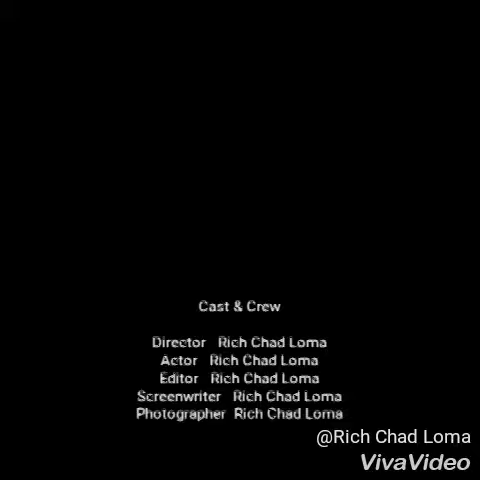 Cast & Crew
Director Rich Chad Loma
Actor Rich Chad Loma
Editor Rich Chad Loma
Screenwriter Rich Chad Loma
Photographer Rich Chad Loma
@Rich Chad Loma
VivaVideo